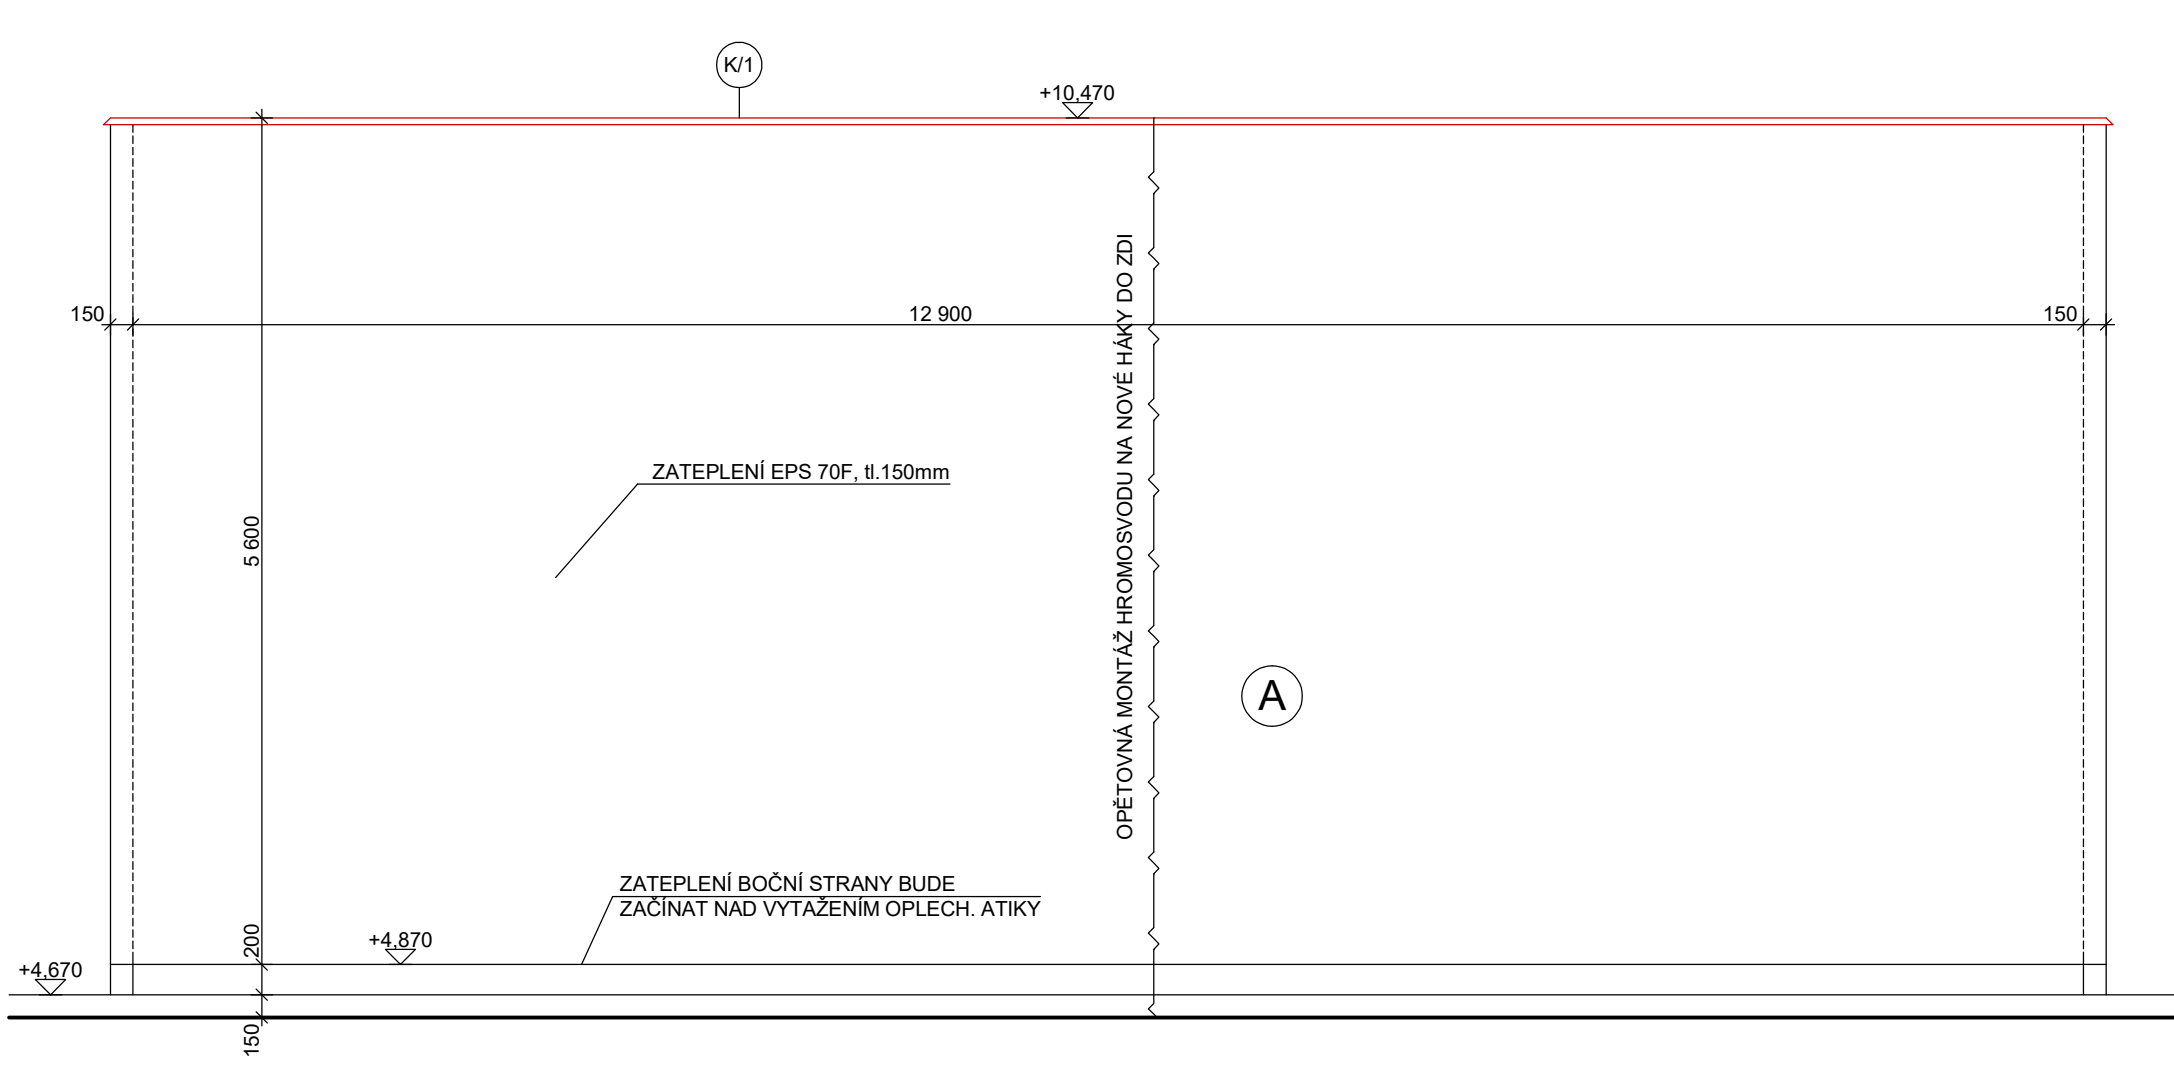 K/1
+10,470
150
12 900
150
OPĚTOVNÁ MONTÁŽ HROMOSVODU NA NOVÉ HÁKY DO ZDI
ZATEPLENÍ EPS 70F, tl.150mm
5 600
A
ZATEPLENÍ BOČNÍ STRANY BUDE
ZAČÍNAT NAD VYTAŽENÍM OPLECH. ATIKY
200
+4,870
+4,670
150